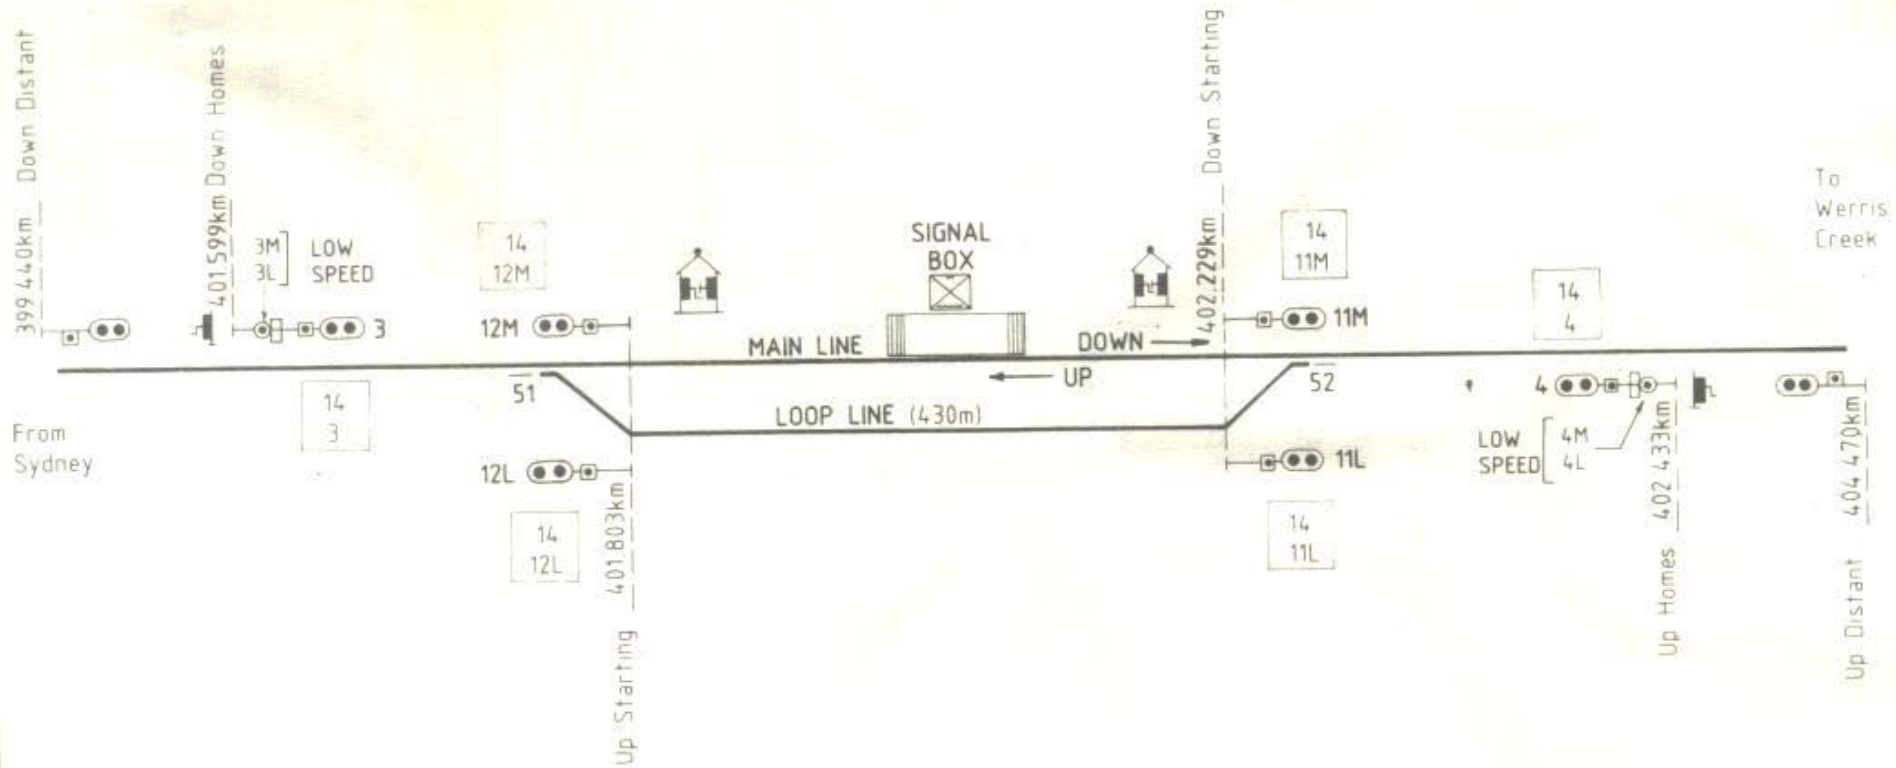 399 440km Down Distant
401 599km Down Homes
3M
3L
LOW
SPEED
3
14
3
From
Sydney
14
12M
12M
51
12L
14
12L
Up Starting 401.803km
SIGNAL
BOX
MAIN LINE
DOWN
UP
LOOP LINE (430m)
402.229km Down Starting
14
11M
11M
52
11L
14
11L
14
4
4
LOW
SPEED
4M
4L
Up Homes 402 433km
Up Distant 404 470km
To
Werris
Creek